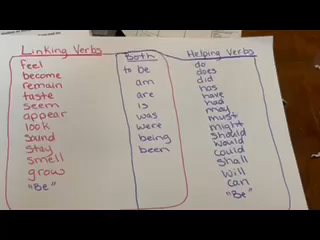 Linking Verbs
feel
become
remain
taste
seem
appear
look
sound
stay
smell
grow
"Be"
Both
to be
am
are
is
was
were
being
been
Helping Verbs
do
does
did
has
have
had
may
must
might
should
would
could
shall
will
can
"Be"